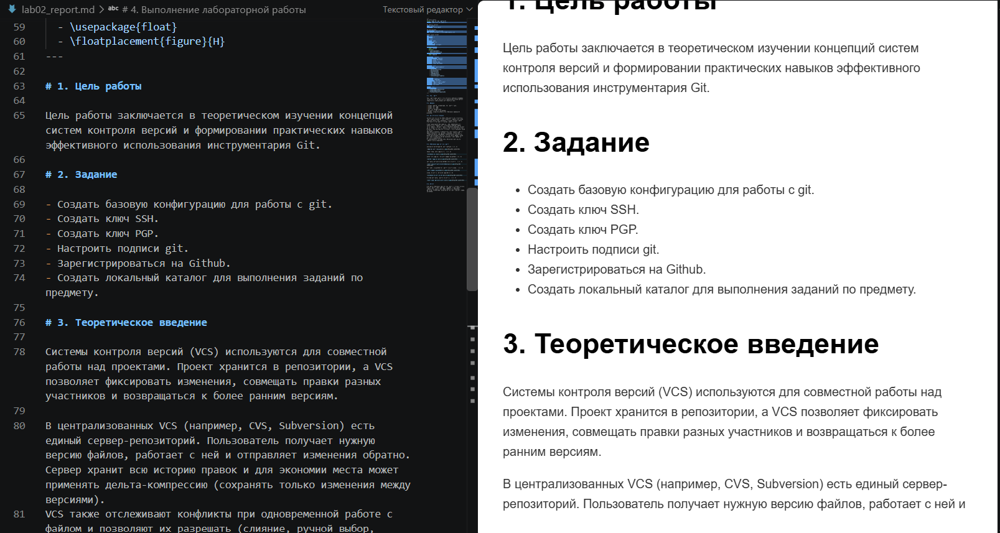 lab02_report.md > abc # 4. Выполнение лабораторной работы
Текстовый редактор
59 - \usepackage{float}
60 - \floatplacement{figure}{H}
61 ---
62
63 # 1. Цель работы
64
65 Цель работы заключается в теоретическом изучении концепций
систем контроля версий и формировании практических навыков
эффективного использования инструментария Git.
66
67 # 2. Задание
68
69 - Создать базовую конфигурацию для работы с git.
70 - Создать ключ SSH.
71 - Создать ключ PGP.
72 - Настроить подписи git.
73 - Зарегистрироваться на Github.
74 - Создать локальный каталог для выполнения заданий по
предмету.
75
76 # 3. Теоретическое введение
77
78 Системы контроля версий (VCS) используются для совместной
работы над проектами. Проект хранится в репозитории, а VCS
позволяет фиксировать изменения, совмещать правки разных
участников и возвращаться к более ранним версиям.
79
80 В централизованных VCS (например, CVS, Subversion) есть
единый сервер-репозиторий. Пользователь получает нужную
версию файлов, работает с ней и отправляет изменения обратно.
Сервер хранит всю историю правок и для экономии места может
применять дельта-компрессию (сохранять только изменения между
версиями).
81 VCS также отслеживают конфликты при одновременной работе с
файлом и позволяют их разрешать (слияние, ручной выбор,
1. Цель работы
Цель работы заключается в теоретическом изучении концепций систем
контроля версий и формировании практических навыков эффективного
использования инструментария Git.
2. Задание
• Создать базовую конфигурацию для работы с git.
• Создать ключ SSH.
• Создать ключ PGP.
• Настроить подписи git.
• Зарегистрироваться на Github.
• Создать локальный каталог для выполнения заданий по предмету.
3. Теоретическое введение
Системы контроля версий (VCS) используются для совместной работы над
проектами. Проект хранится в репозитории, а VCS позволяет фиксировать
изменения, совмещать правки разных участников и возвращаться к более
ранним версиям.
В централизованных VCS (например, CVS, Subversion) есть единый сервер-
репозиторий. Пользователь получает нужную версию файлов, работает с ней и